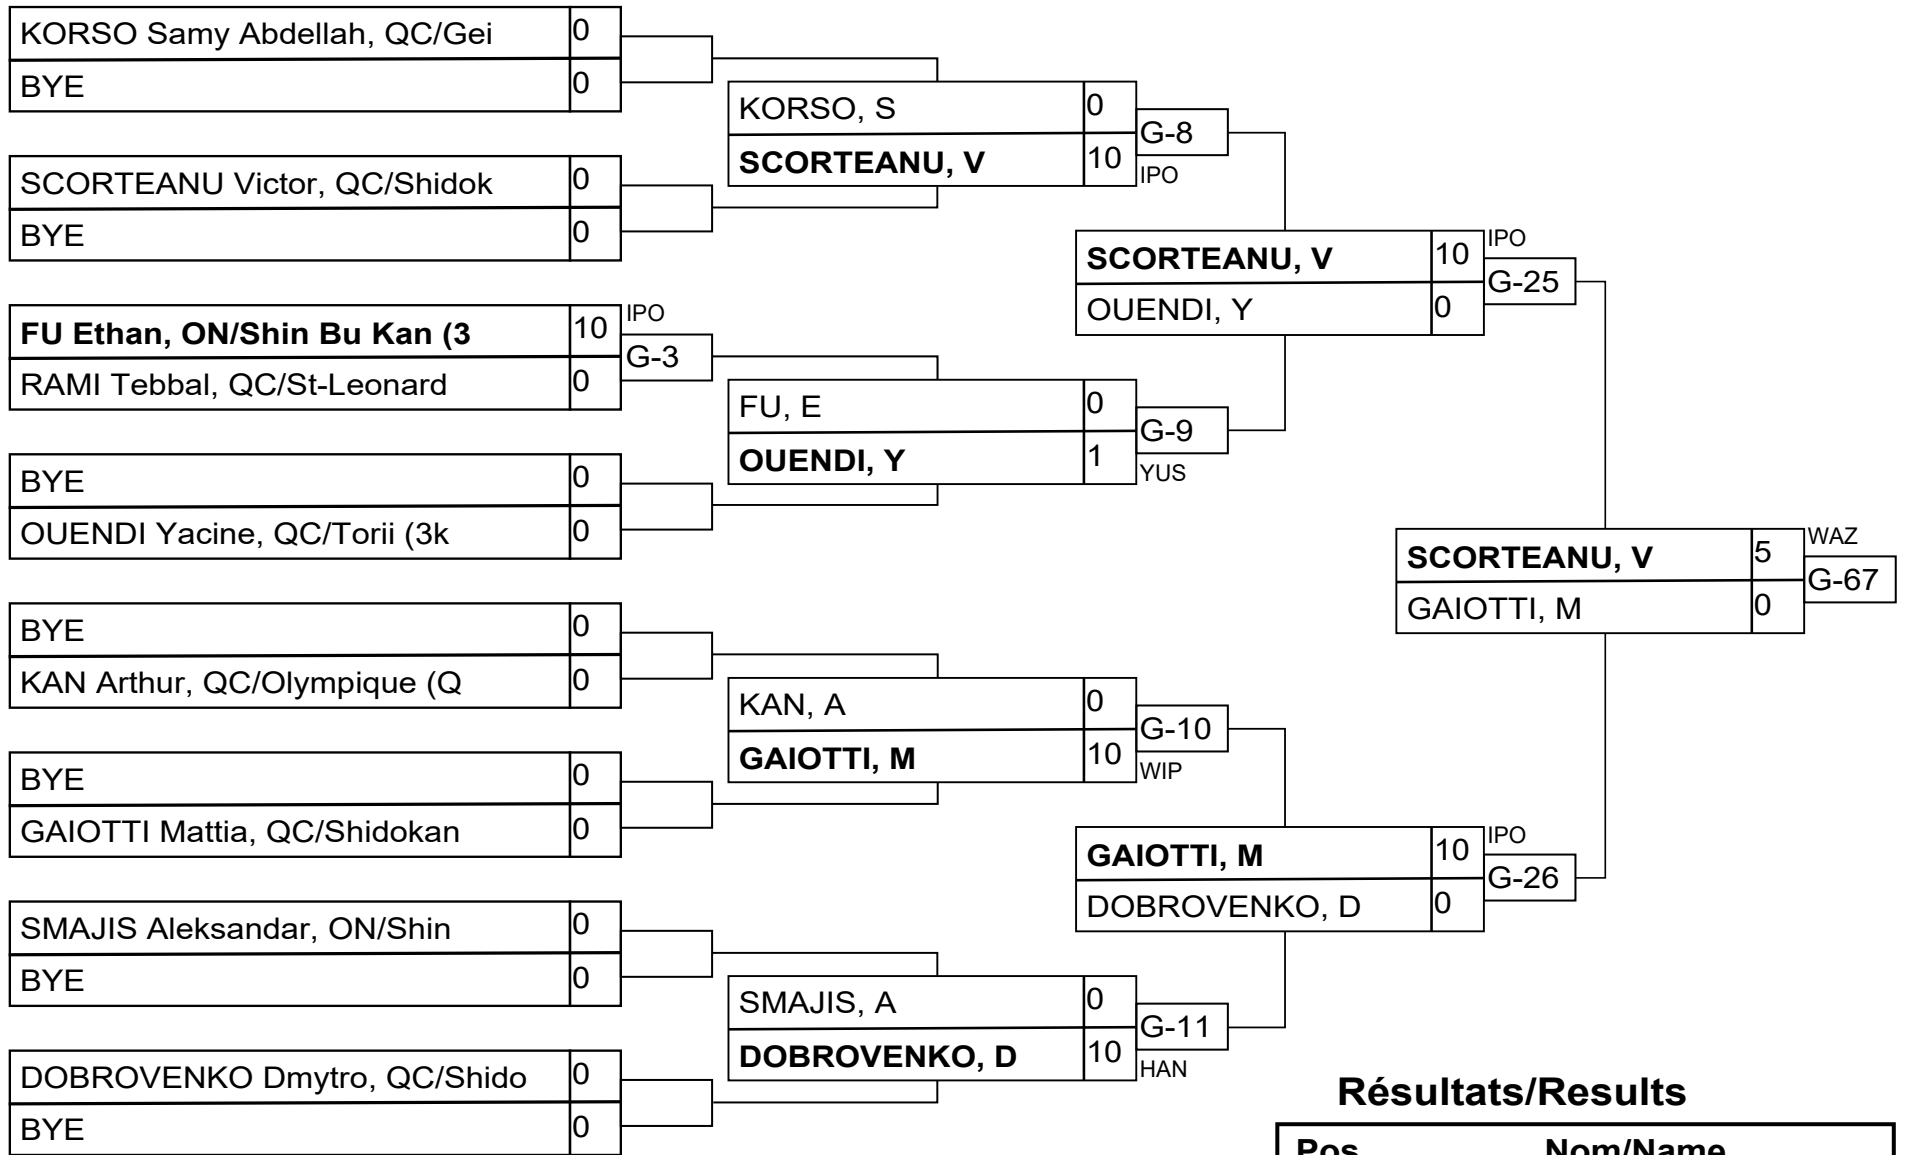 KORSO Samy Abdellah, QC/Gei 0
BYE 0
SCORTEANU Victor, QC/Shidok 0
BYE 0
FU Ethan, ON/Shin Bu Kan (3 10 IPO
G-3
RAMI Tebbal, QC/St-Leonard 0
BYE 0
OUENDI Yacine, QC/Torii (3k 0
BYE 0
KAN Arthur, QC/Olympique (Q 0
BYE 0
GAIOTTI Mattia, QC/Shidokan 0
SMAJIS Aleksandar, ON/Shin 0
BYE 0
DOBROVENKO Dmytro, QC/Shido 0
BYE 0
KORSO, S 0
G-8
SCORTEANU, V 10 IPO
FU, E 0
G-9
OUENDI, Y 1 YUS
KAN, A 0
G-10
GAIOTTI, M 10 WIP
SMAJIS, A 0
G-11
DOBROVENKO, D 10 HAN
SCORTEANU, V 10 IPO
G-25
OUENDI, Y 0
GAIOTTI, M 10 IPO
G-26
DOBROVENKO, D 0
SCORTEANU, V 5 WAZ
G-67
GAIOTTI, M 0
Résultats/Results
Pos Nom/Name